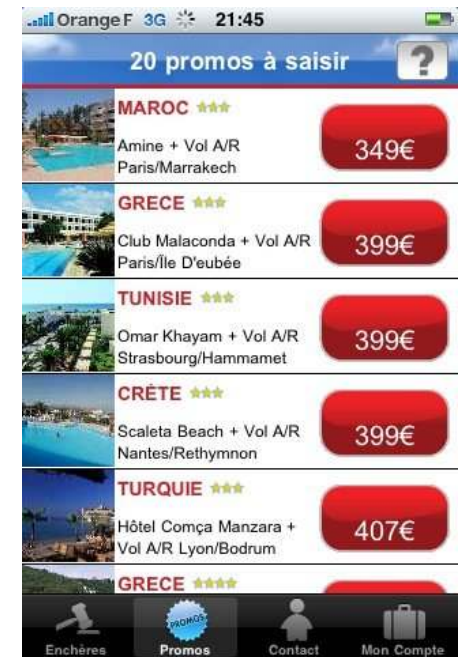 Orange F 3G 21:45
20 promos à saisir ?
MAROC
Amine + Vol A/R
Paris/Marrakech
349€
GRECE
Club Malaconda + Vol A/R
Paris/Île D'eubée
399€
TUNISIE
Omar Khayam + Vol A/R
Strasbourg/Hammamet
399€
CRÈTE
Scaleta Beach + Vol A/R
Nantes/Rethymnon
399€
TURQUIE
Hôtel Comça Manzara +
Vol A/R Lyon/Bodrum
407€
GRECE
PROMOS
Enchères Promos Contact Mon Compte